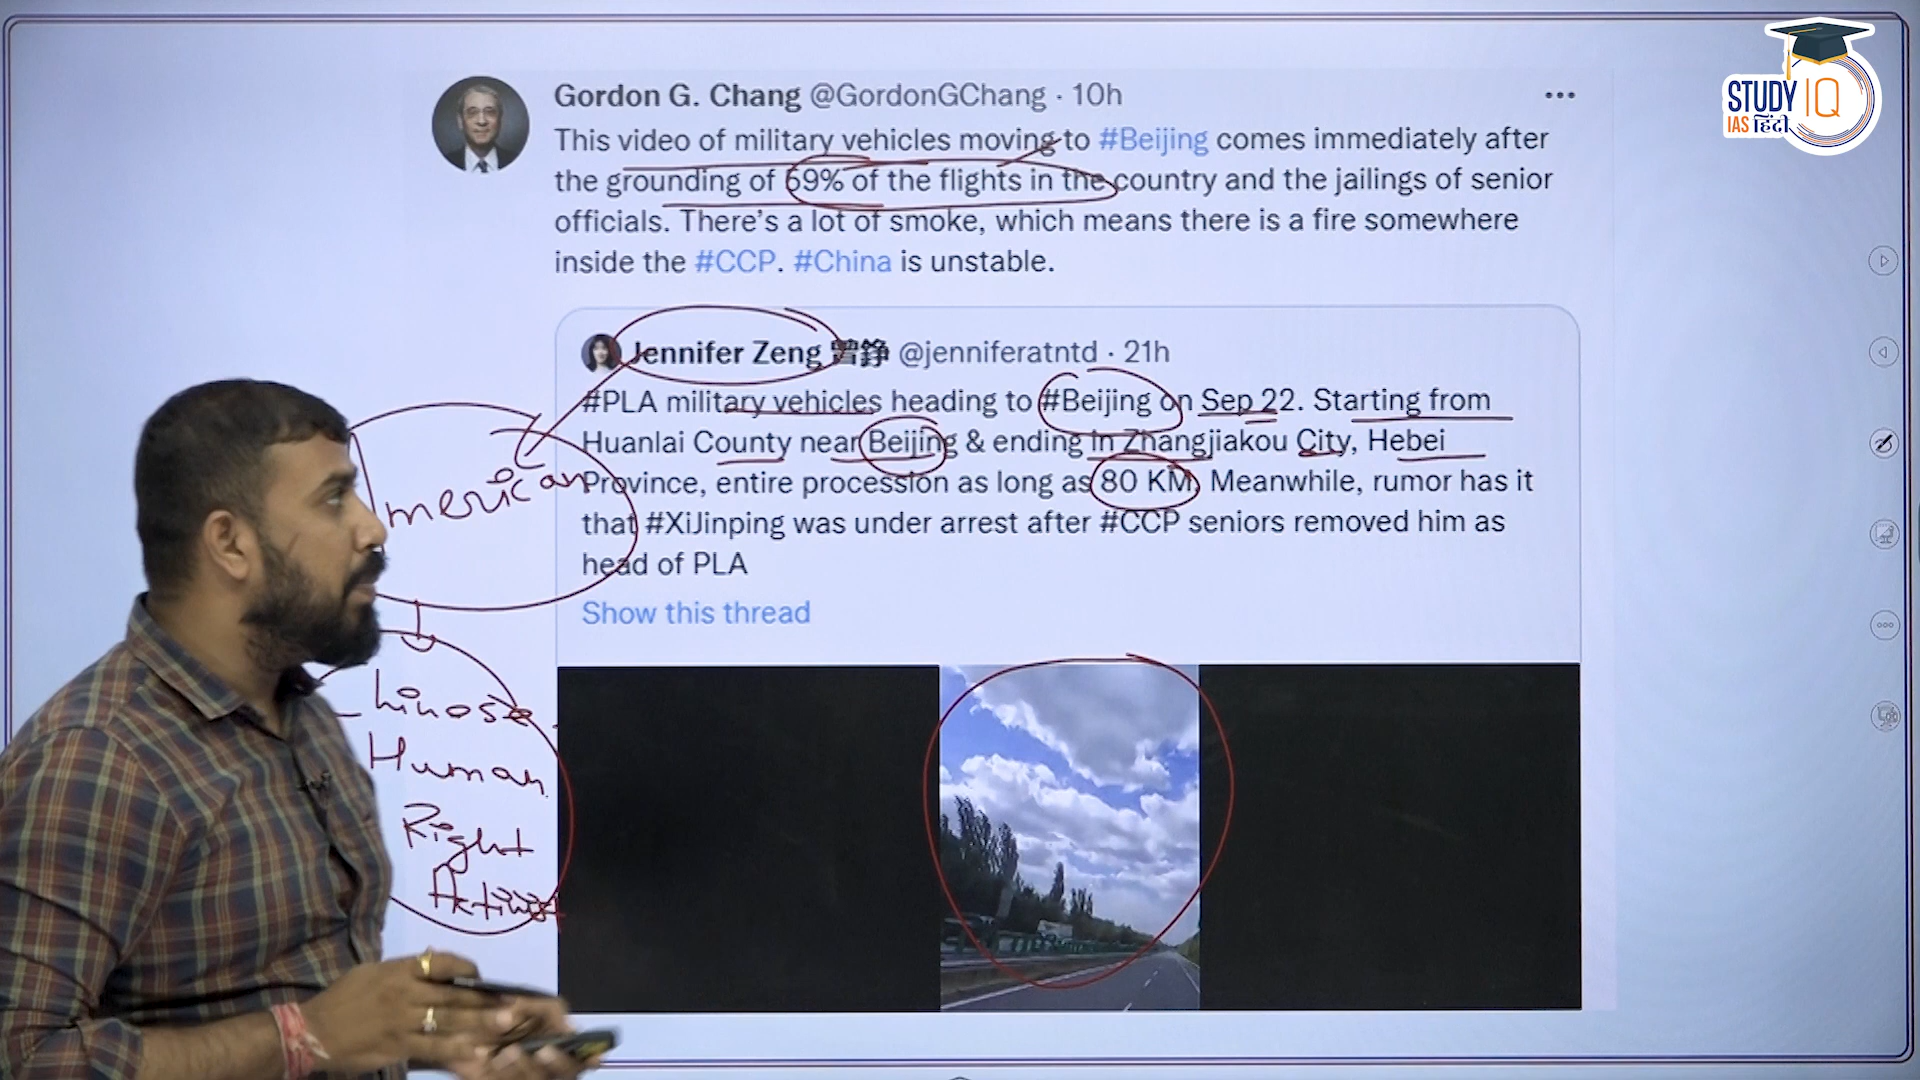 Gordon G. Chang @GordonGChang · 10h
This video of military vehicles moving to #Beijing comes immediately after
the grounding of 59% of the flights in the country and the jailings of senior
officials. There's a lot of smoke, which means there is a fire somewhere
inside the #CCP. #China is unstable.
Jennifer Zeng 曾錚 @jenniferatntd · 21h
#PLA military vehicles heading to #Beijing on Sep 22. Starting from
Huanlai County near Beijing & ending in Zhangjiakou City, Hebei
Province, entire procession as long as 80 KM. Meanwhile, rumor has it
that #XiJinping was under arrest after #CCP seniors removed him as
head of PLA
Show this thread
merican
hinose
Human
Right
Activist
STUDY IQ
IAS हिंदी